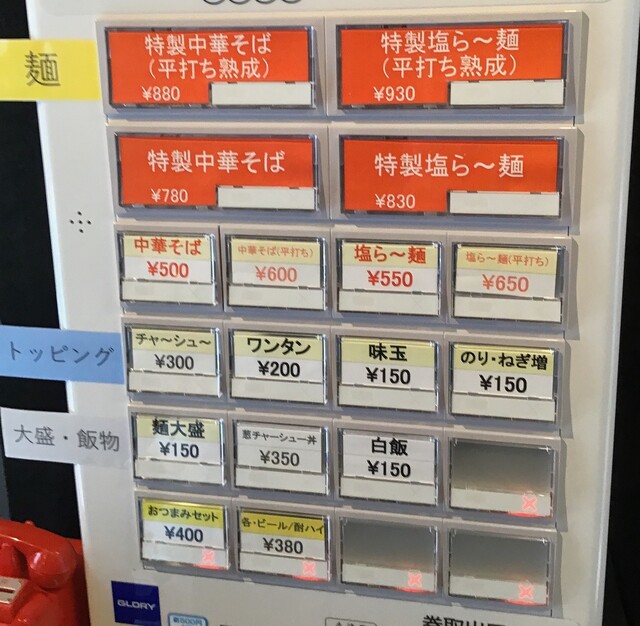 麺
特製中華そば
(平打ち熟成)
¥880
特製塩ら〜麺
(平打ち熟成)
¥930
特製中華そば
¥780
特製塩ら〜麺
¥830
中華そば
¥500
中華そば(平打ち)
¥600
塩ら〜麺
¥550
塩ら〜麺(平打ち)
¥650
トッピング
チャ〜シュ〜
¥300
ワンタン
¥200
味玉
¥150
のり・ねぎ増
¥150
大盛・飯物
麺大盛
¥150
葱チャーシュー丼
¥350
白飯
¥150
おつまみセット
¥400
各・ビール/酎ハイ
¥380
GLORY
新500円